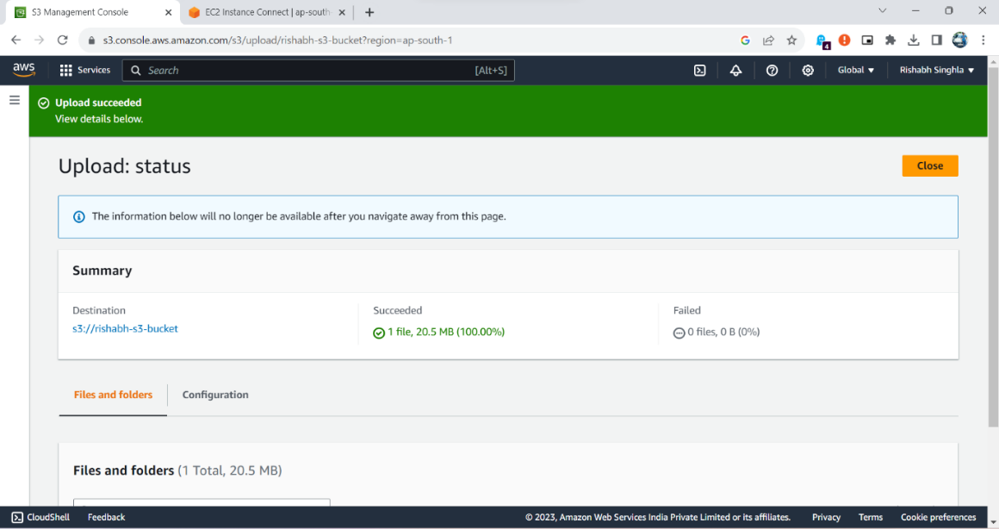 S3 Management Console
EC2 Instance Connect | ap-south-
s3.console.aws.amazon.com/s3/upload/rishabh-s3-bucket?region=ap-south-1
4
aws
Services
Search
[Alt+S]
Global
Rishabh Singhla
Upload succeeded
View details below.
Upload: status
Close
The information below will no longer be available after you navigate away from this page.
Summary
Destination
s3://rishabh-s3-bucket
Succeeded
1 file, 20.5 MB (100.00%)
Failed
0 files, 0 B (0%)
Files and folders
Configuration
Files and folders (1 Total, 20.5 MB)
CloudShell
Feedback
© 2023, Amazon Web Services India Private Limited or its affiliates.
Privacy
Terms
Cookie preferences